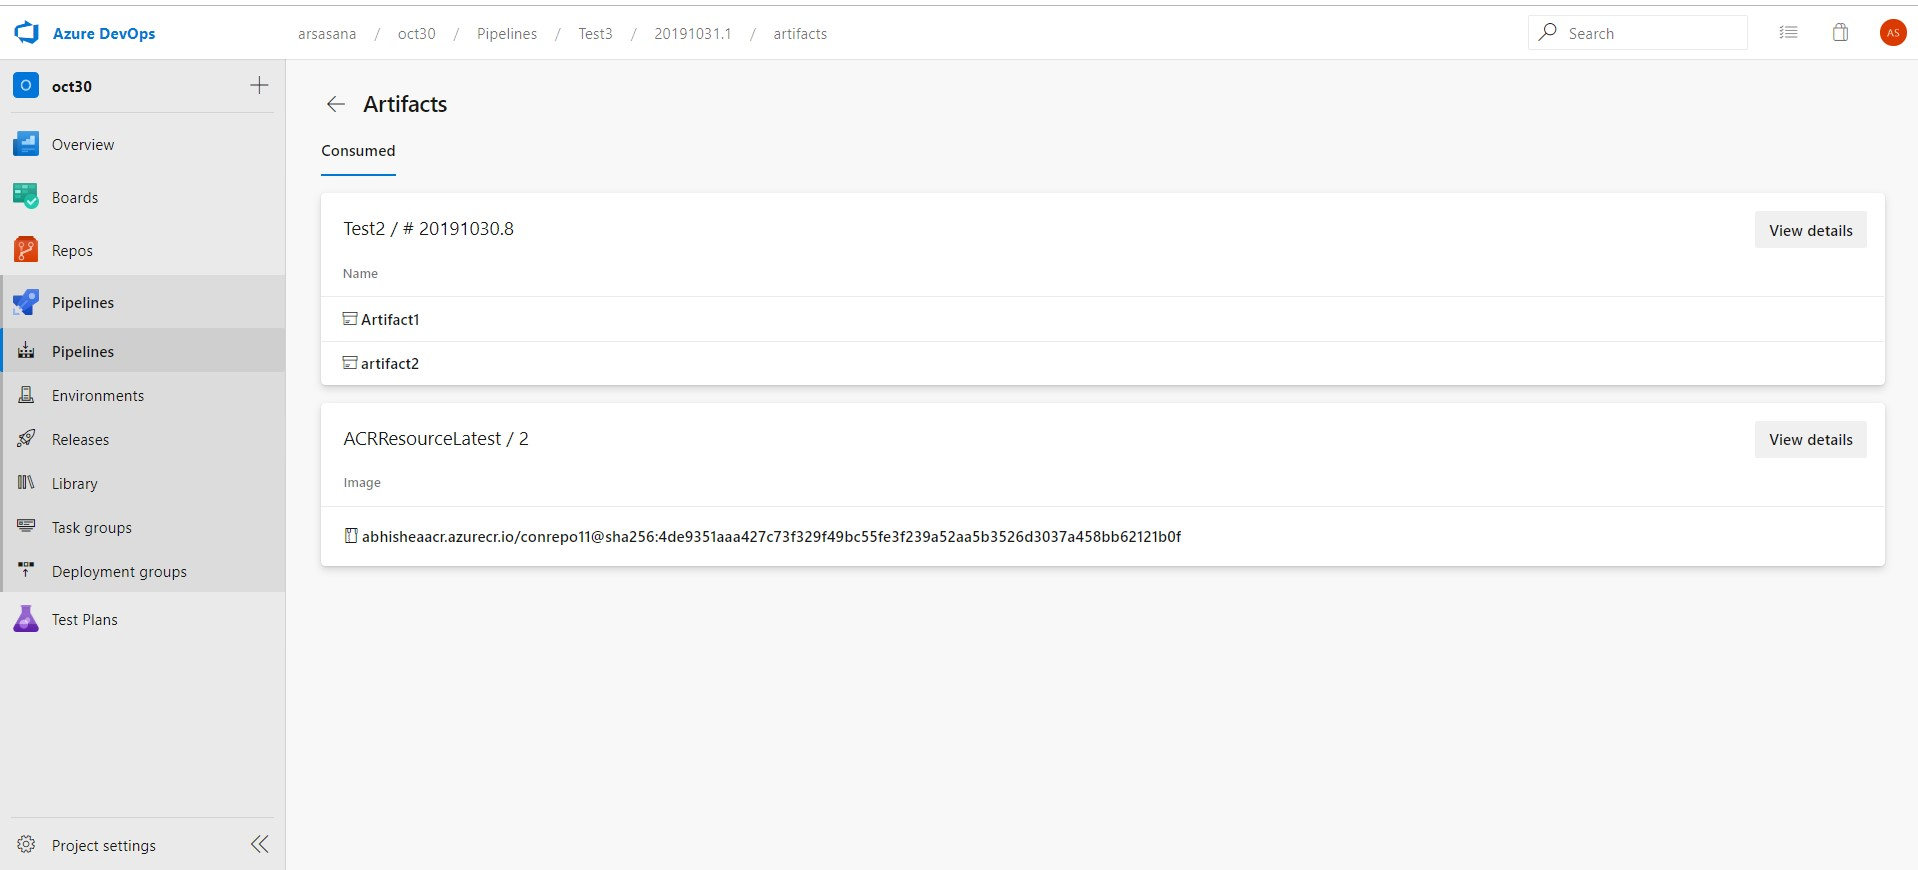 Azure DevOps
arsasana / oct30 / Pipelines / Test3 / 20191031.1 / artifacts
Search
AS
O oct30
Overview
Boards
Repos
Pipelines
Pipelines
Environments
Releases
Library
Task groups
Deployment groups
Test Plans
Project settings
Artifacts
Consumed
Test2 / # 20191030.8
View details
Name
Artifact1
artifact2
ACRResourceLatest / 2
View details
Image
abhisheaacr.azurecr.io/conrepo11@sha256:4de9351aaa427c73f329f49bc55fe3f239a52aa5b3526d3037a458bb62121b0f